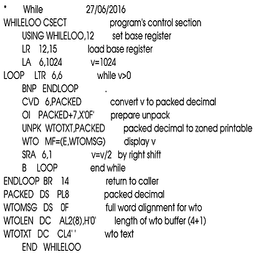 *      While              27/06/2016
WHILELOO CSECT            program's control section
       USING WHILELOO,12      set base register
       LR   12,15          load base register
       LA   6,1024          v=1024
LOOP    LTR  6,6            while v>0
       BNP  ENDLOOP          .
       CVD  6,PACKED          convert v to packed decimal
       OI   PACKED+7,X'0F'     prepare unpack
       UNPK  WTOTXT,PACKED      packed decimal to zoned printable
       WTO  MF=(E,WTOMSG)      display v
       SRA  6,1            v=v/2  by right shift
       B    LOOP           end while
ENDLOOP  BR   14             return to caller
PACKED   DS   PL8            packed decimal
WTOMSG   DS   0F             full word alignment for wto
WTOLEN   DC   AL2(8),H'0'      length of wto buffer (4+1)
WTOTXT   DC   CL4' '           wto text
       END  WHILELOO